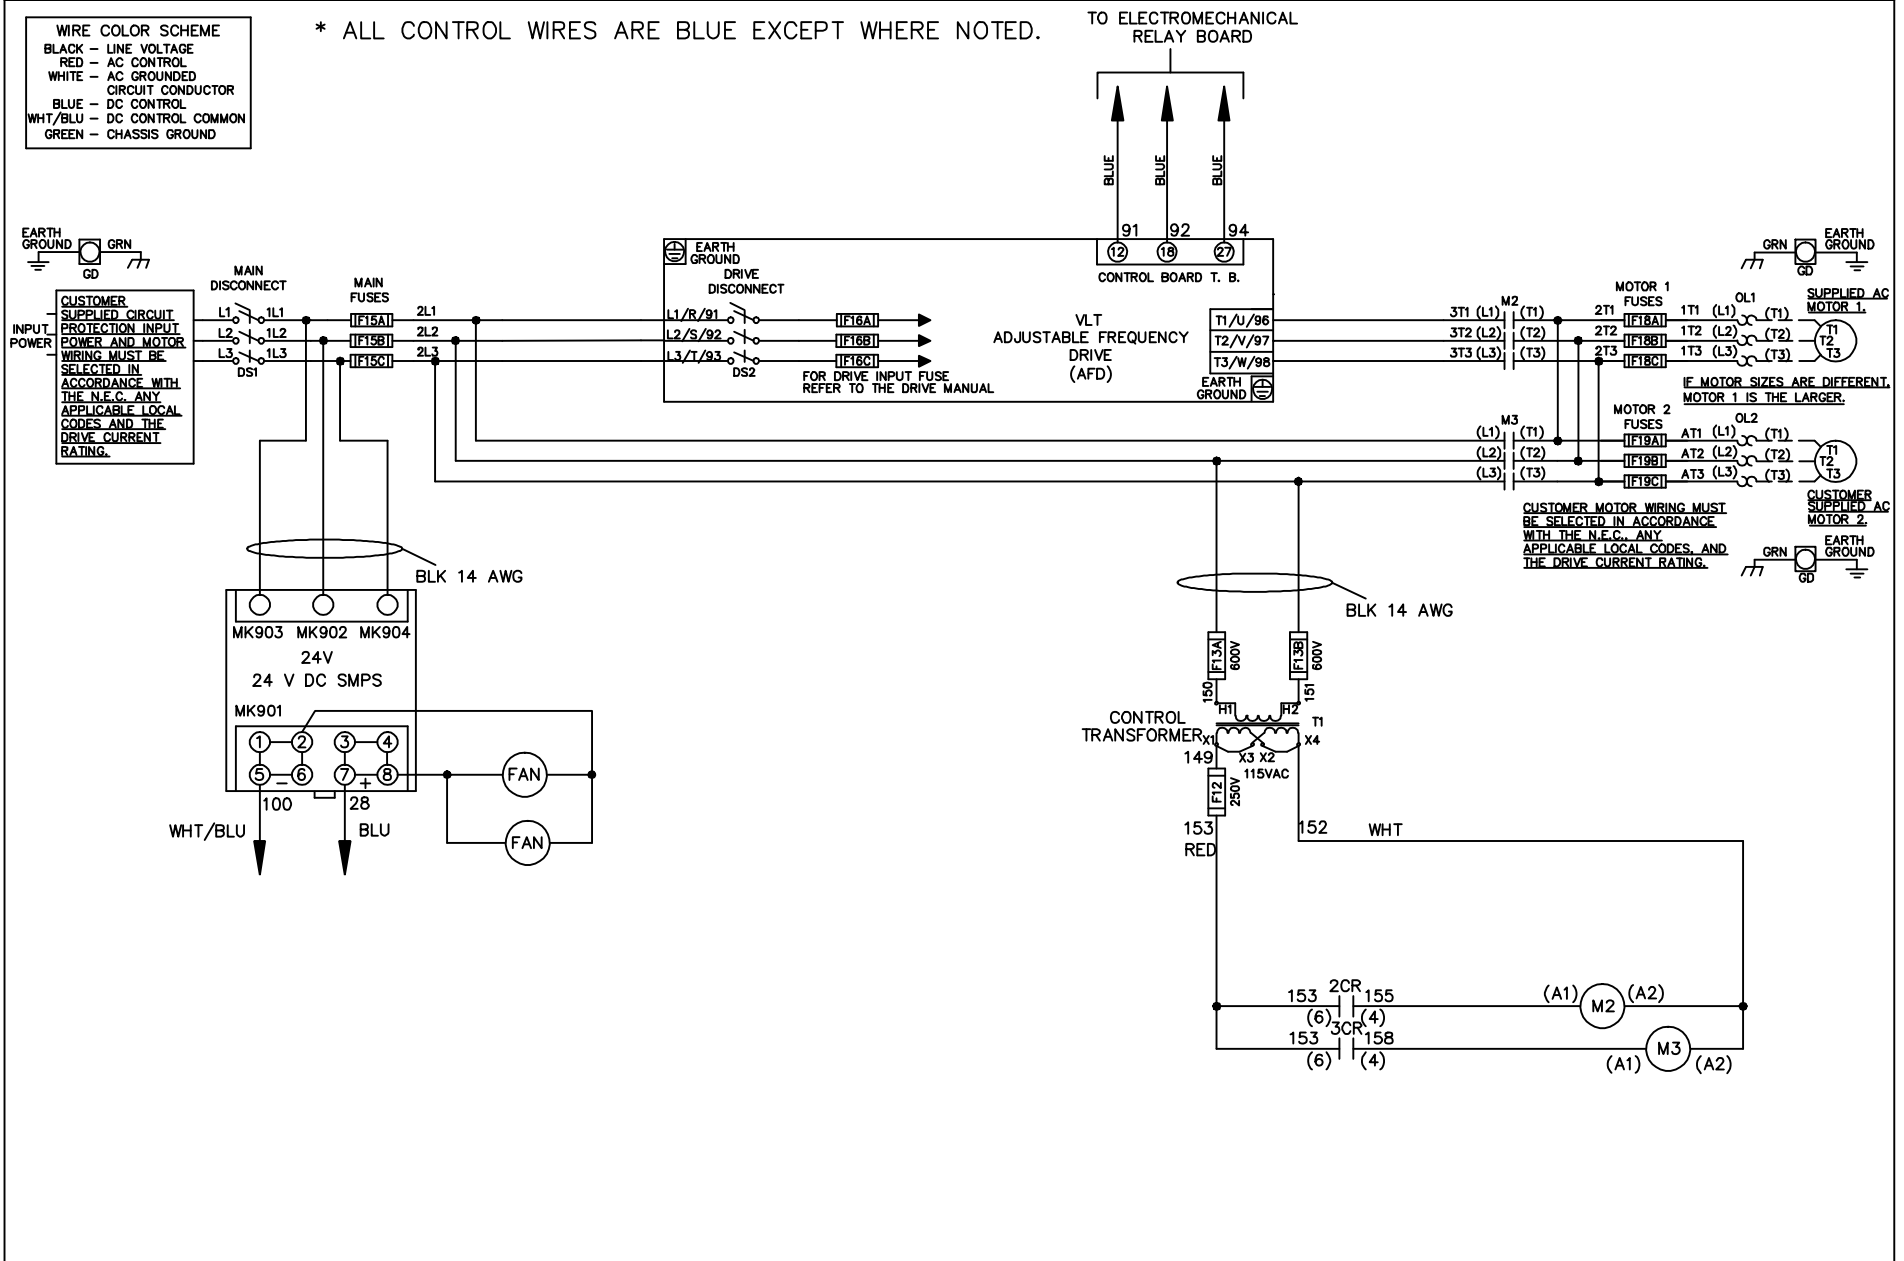 WIRE COLOR SCHEME
BLACK – LINE VOLTAGE
RED – AC CONTROL
WHITE – AC GROUNDED
CIRCUIT CONDUCTOR
BLUE – DC CONTROL
WHT/BLU – DC CONTROL COMMON
GREEN – CHASSIS GROUND
* ALL CONTROL WIRES ARE BLUE EXCEPT WHERE NOTED.
TO ELECTROMECHANICAL
RELAY BOARD
BLUE BLUE BLUE
91 92 94
12 18 27
CONTROL BOARD T. B.
EARTH
GROUND
GRN
GD
INPUT
POWER
CUSTOMER
SUPPLIED CIRCUIT
PROTECTION INPUT
POWER AND MOTOR
WIRING MUST BE
SELECTED IN
ACCORDANCE WITH
THE N.E.C. ANY
APPLICABLE LOCAL
CODES AND THE
DRIVE CURRENT
RATING.
MAIN
DISCONNECT
L1 1L1
L2 1L2
L3 1L3
DS1
MAIN
FUSES
F15A
F15B
F15C
2L1
2L2
2L3
EARTH
GROUND
DRIVE
DISCONNECT
L1/R/91
L2/S/92
L3/T/93
DS2
F16A
F16B
F16C
FOR DRIVE INPUT FUSE
REFER TO THE DRIVE MANUAL
VLT
ADJUSTABLE FREQUENCY
DRIVE
(AFD)
T1/U/96
T2/V/97
T3/W/98
EARTH
GROUND
M2
3T1 (L1) (T1)
3T2 (L2) (T2)
3T3 (L3) (T3)
MOTOR 1
FUSES
2T1 F18A 1T1 (L1)
2T2 F18B 1T2 (L2)
2T3 F18C 1T3 (L3)
OL1
(T1)
(T2)
(T3)
GRN
GD
EARTH
GROUND
SUPPLIED AC
MOTOR 1.
T1
T2
T3
IF MOTOR SIZES ARE DIFFERENT,
MOTOR 1 IS THE LARGER.
M3
(L1) (T1)
(L2) (T2)
(L3) (T3)
MOTOR 2
FUSES
F19A AT1 (L1)
F19B AT2 (L2)
F19C AT3 (L3)
OL2
(T1)
(T2)
(T3)
T1
T2
T3
CUSTOMER
SUPPLIED AC
MOTOR 2.
CUSTOMER MOTOR WIRING MUST
BE SELECTED IN ACCORDANCE
WITH THE N.E.C., ANY
APPLICABLE LOCAL CODES, AND
THE DRIVE CURRENT RATING.
GRN
GD
EARTH
GROUND
BLK 14 AWG
MK903 MK902 MK904
24V
24 V DC SMPS
MK901
1 2 3 4
5 – 6 7 + 8
100 28
WHT/BLU BLU
FAN
FAN
BLK 14 AWG
F13A 600V
F13B 600V
150 151
H1 H2
T1
CONTROL
TRANSFORMER
X1 X3 X2 X4
115VAC
149
F12 250V
153
RED
152 WHT
2CR
153 155
(6) (4)
(A1) M2 (A2)
3CR
153 158
(6) (4)
(A1) M3 (A2)